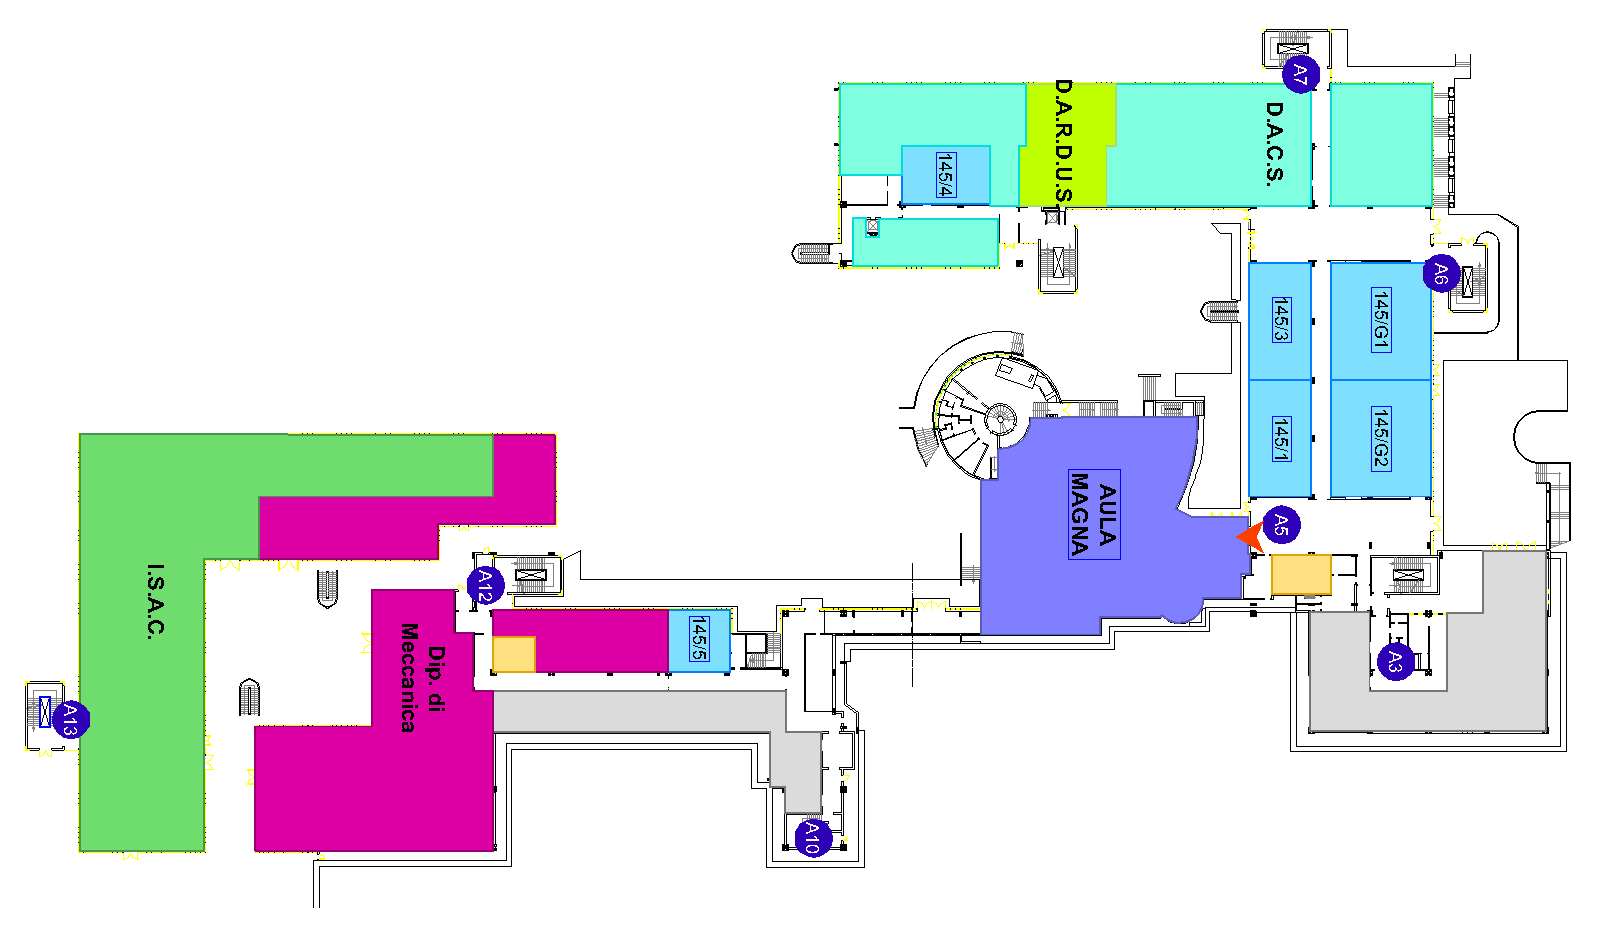 A7
D.A.R.D.U.S.
D.A.C.S.
145/4
A6
145/3
145/G1
145/1
145/G2
AULA
MAGNA
A5
I.S.A.C.
A12
145/5
Dip. di
Meccanica
A3
A13
A10